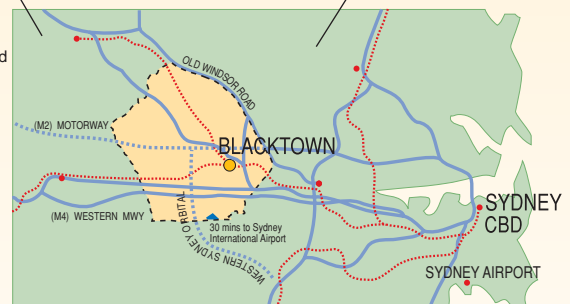 d
OLD WINDSOR ROAD
(M2) MOTORWAY
BLACKTOWN
(M4) WESTERN MWY
WESTERN SYDNEY ORBITAL
30 mins to Sydney
International Airport
SYDNEY
CBD
SYDNEY AIRPORT